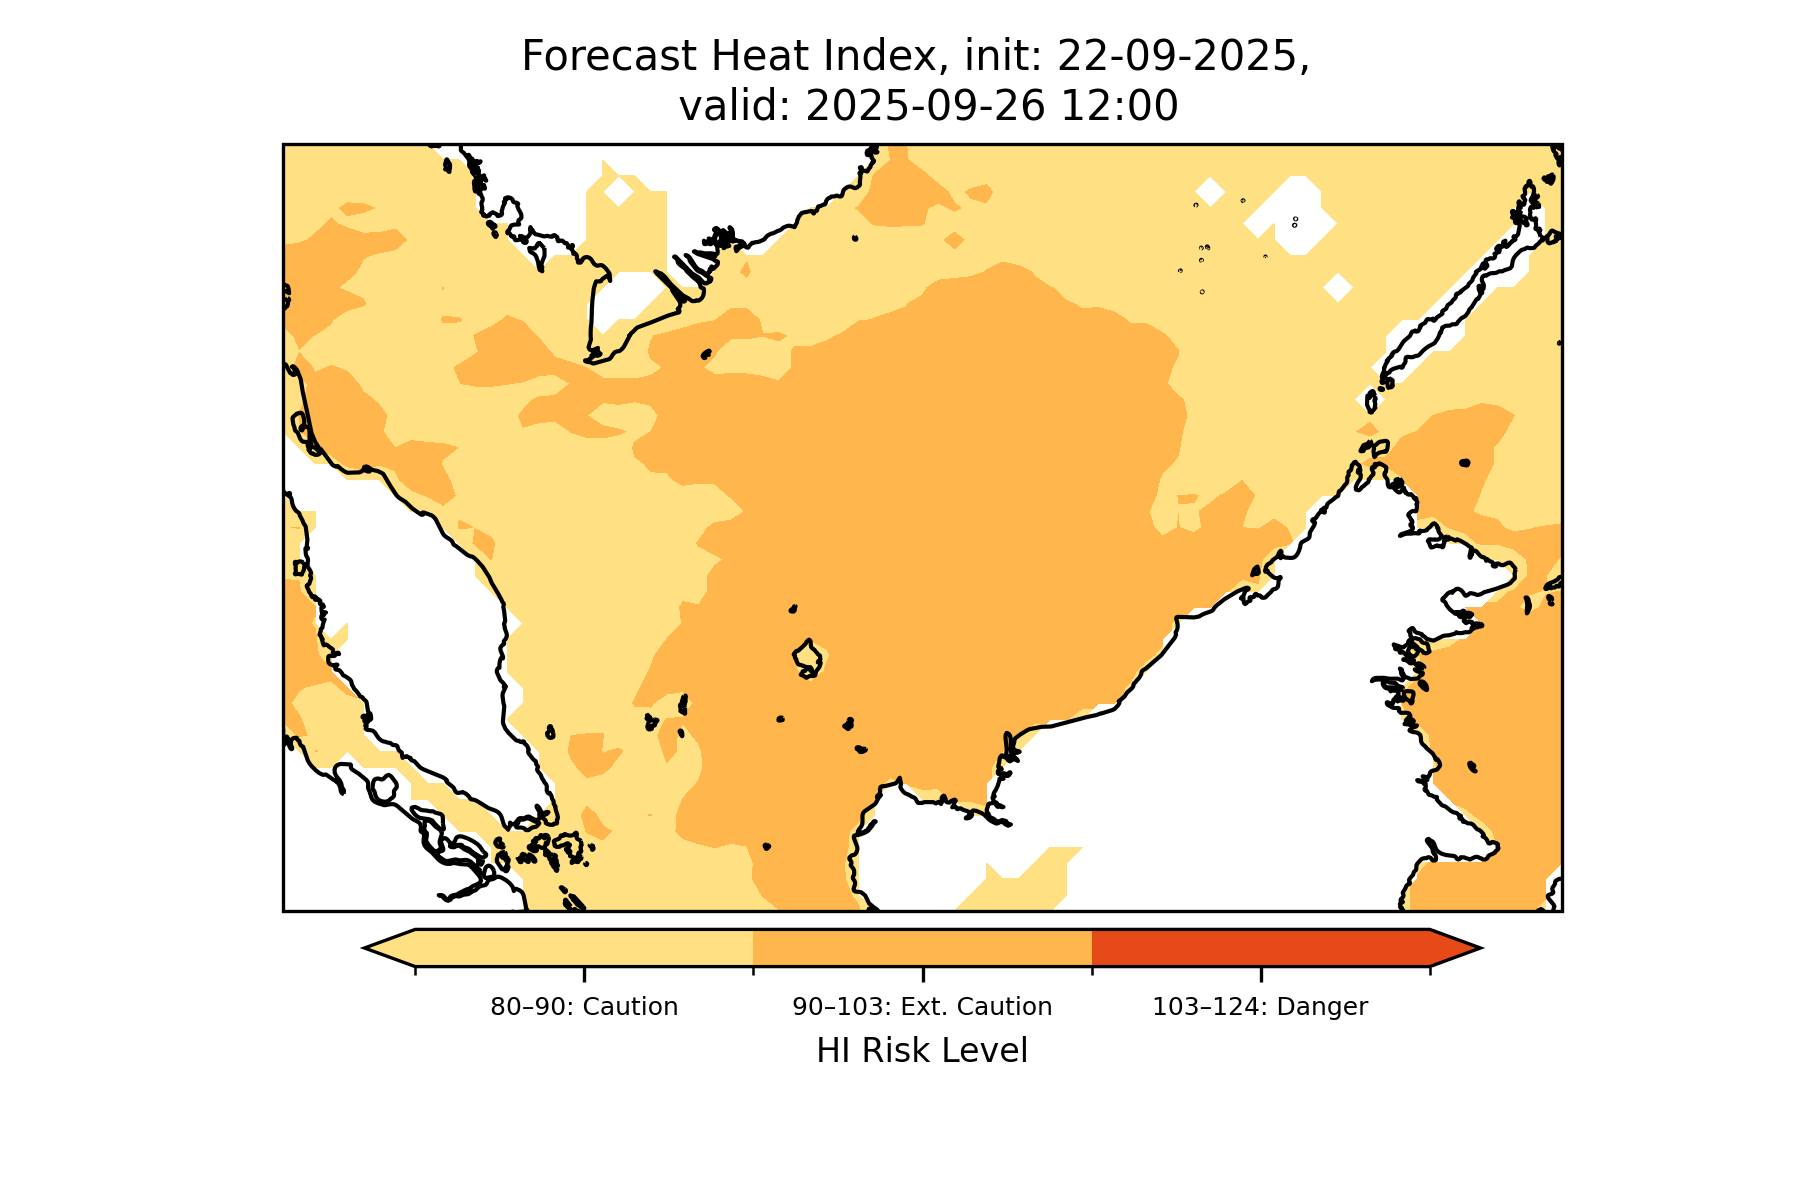 Forecast Heat Index, init: 22-09-2025,
valid: 2025-09-26 12:00
80–90: Caution
90–103: Ext. Caution
103–124: Danger
HI Risk Level